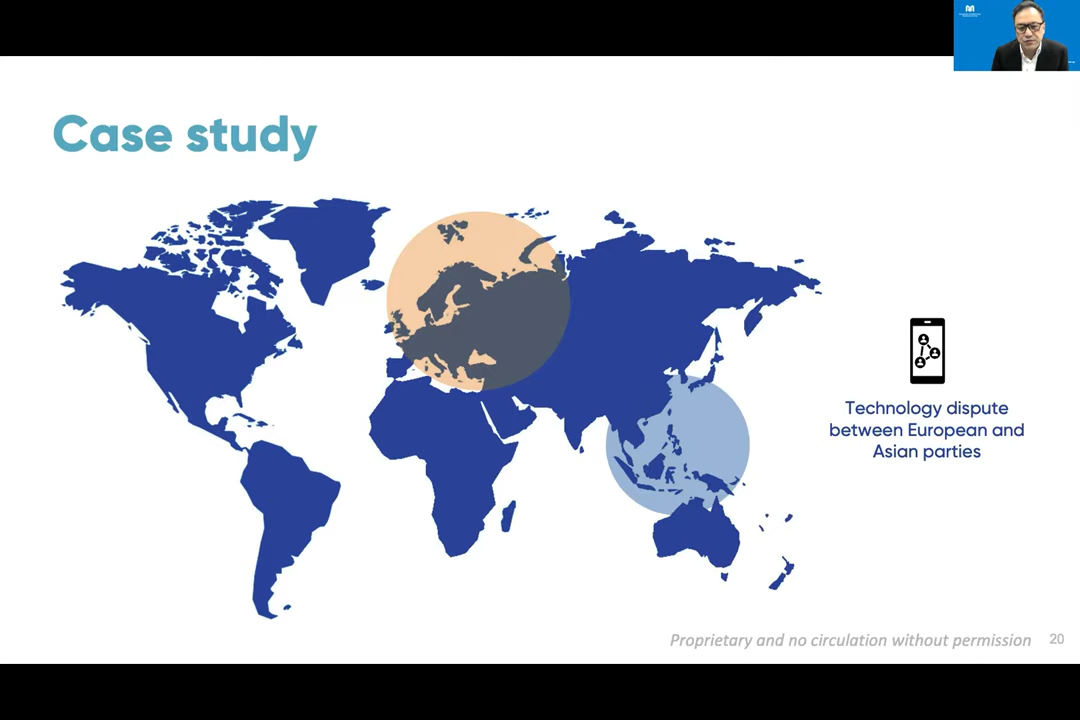 Case study
Technology dispute
between European and
Asian parties
Proprietary and no circulation without permission
20